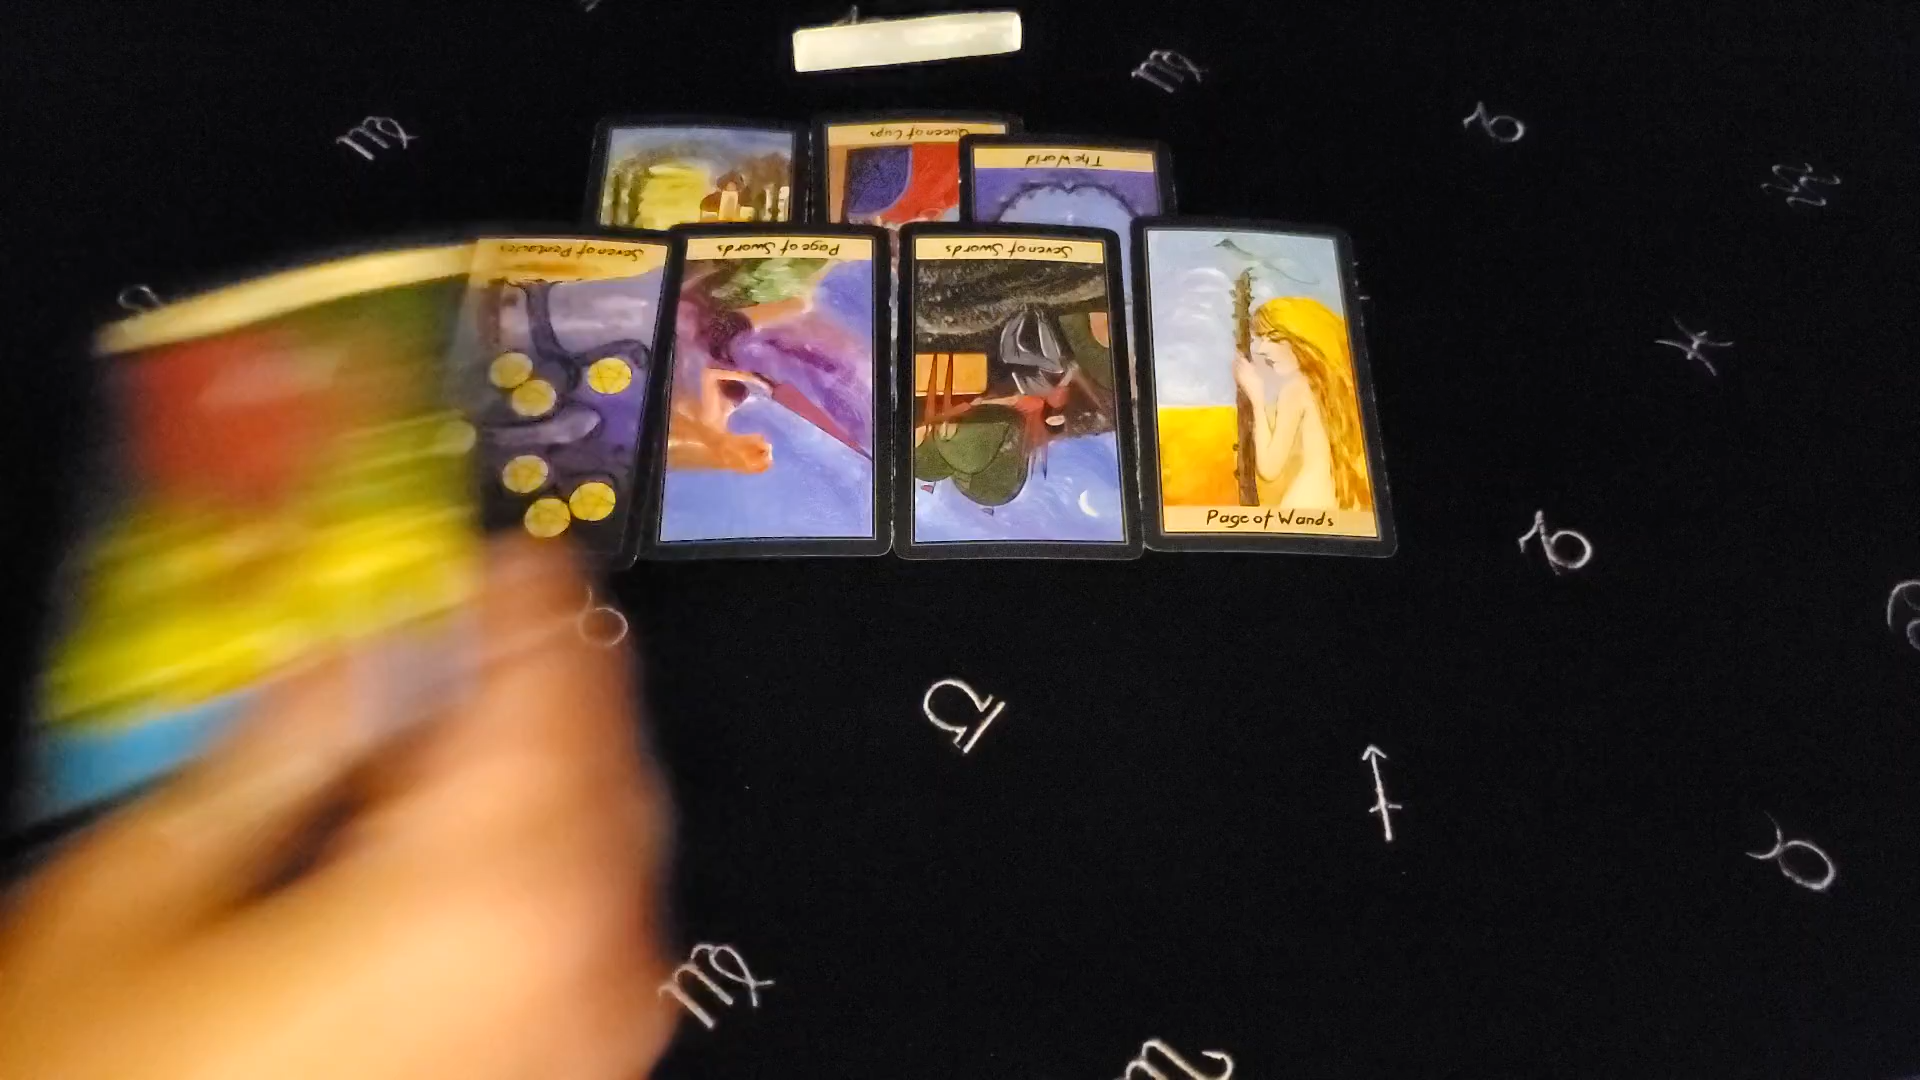 Queen of Cups
The World
Seven of Pentacles
Page of Swords
Seven of Swords
Page of Wands